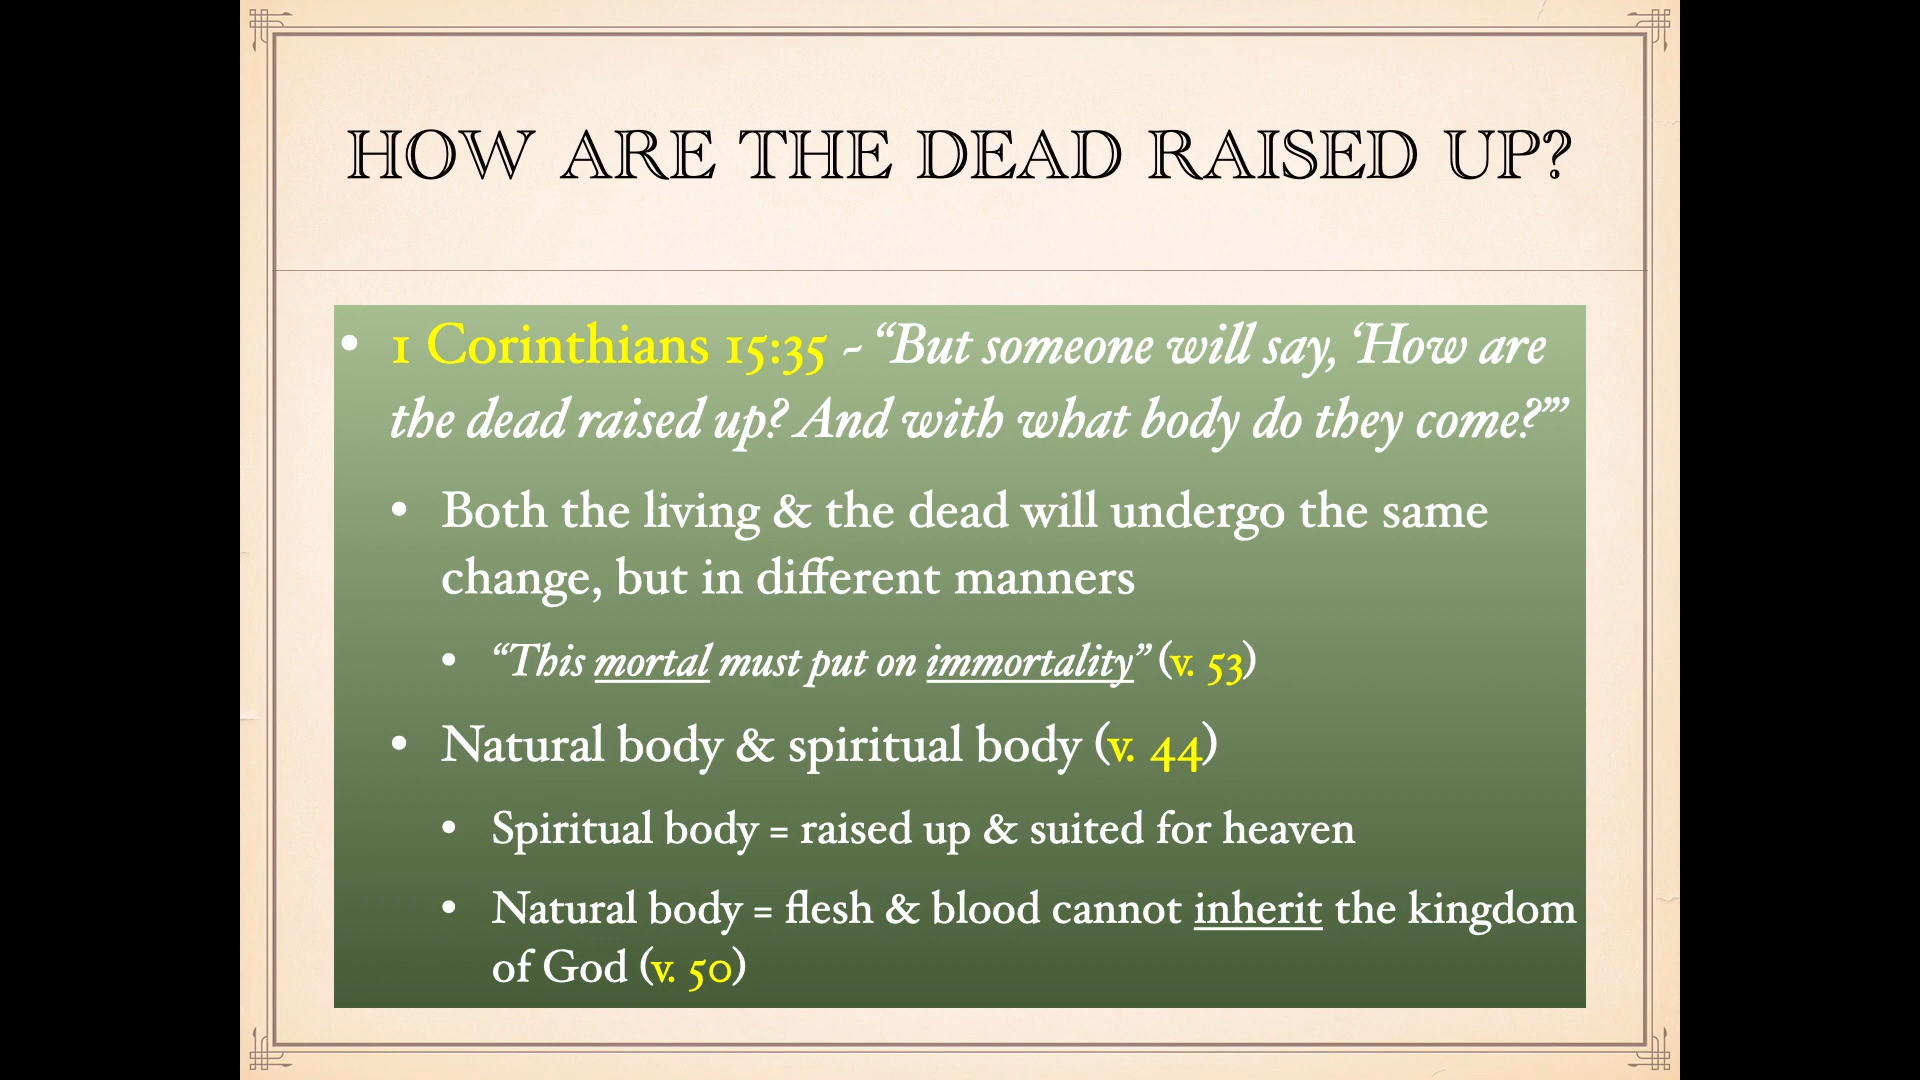 HOW ARE THE DEAD RAISED UP?
• 1 Corinthians 15:35 ~ “But someone will say, ‘How are
the dead raised up? And with what body do they come?’”
• Both the living & the dead will undergo the same
change, but in different manners
• “This mortal must put on immortality” (v. 53)
• Natural body & spiritual body (v. 44)
• Spiritual body = raised up & suited for heaven
• Natural body = flesh & blood cannot inherit the kingdom
of God (v. 50)